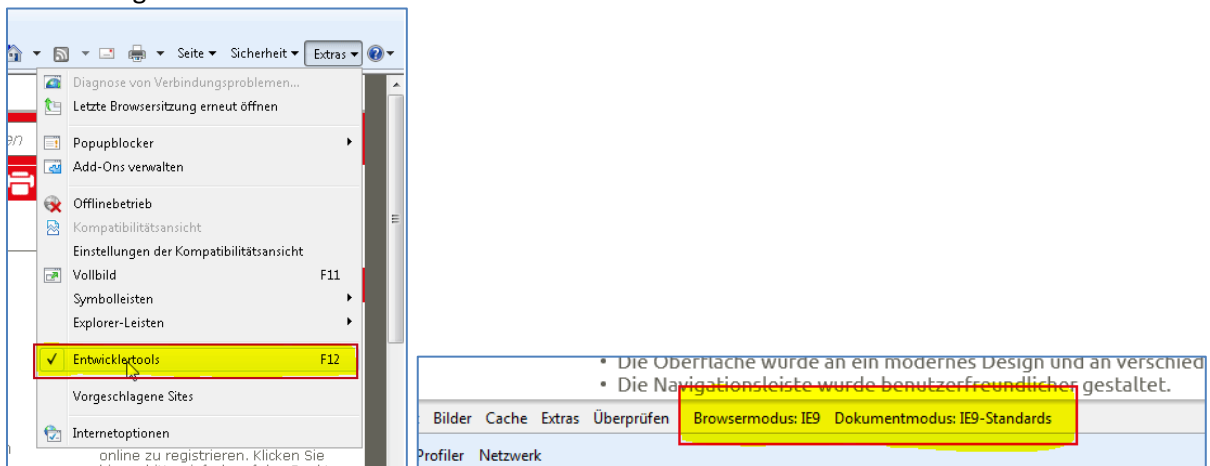 Seite Sicherheit Extras
Diagnose von Verbindungsproblemen...
Letzte Browsersitzung erneut öffnen
Popupblocker
Add-Ons verwalten
Offlinebetrieb
Kompatibilitätsansicht
Einstellungen der Kompatibilitätsansicht
Vollbild F11
Symbolleisten
Explorer-Leisten
Entwicklertools F12
Vorgeschlagene Sites
Internetoptionen
online zu registrieren. Klicken Sie
• Die Oberfläche wurde an ein modernes Design und an verschied
• Die Navigationsleiste wurde benutzerfreundlicher gestaltet.
Bilder Cache Extras Überprüfen Browsermodus: IE9 Dokumentmodus: IE9-Standards
Profiler Netzwerk